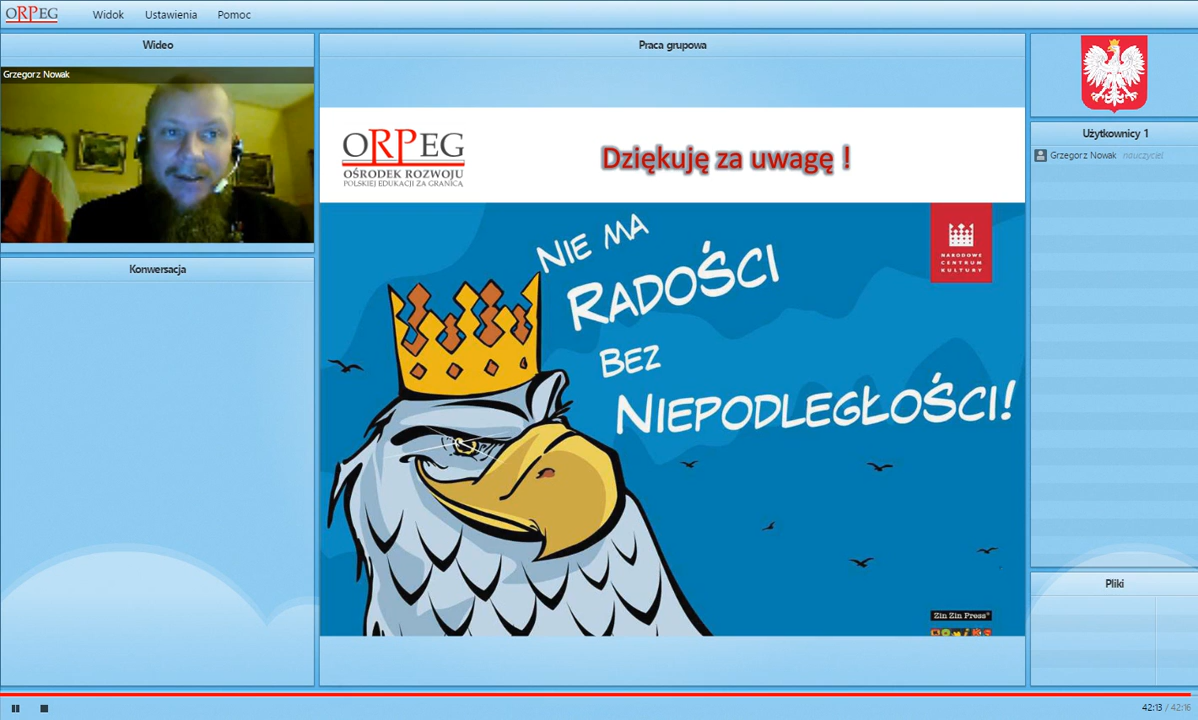 ORPEG
Widok Ustawienia Pomoc
Wideo
Grzegorz Nowak
Konwersacja
Praca grupowa
ORPEG
OŚRODEK ROZWOJU
POLSKIEJ EDUKACJI ZA GRANICĄ
Dziękuję za uwagę !
NIE MA
RADOŚCI
BEZ
NIEPODLEGŁOŚCI!
NARODOWE
CENTRUM
KULTURY
Zin Zin Press®
Użytkownicy 1
Grzegorz Nowak nauczyciel
Pliki
42:13 / 42:16